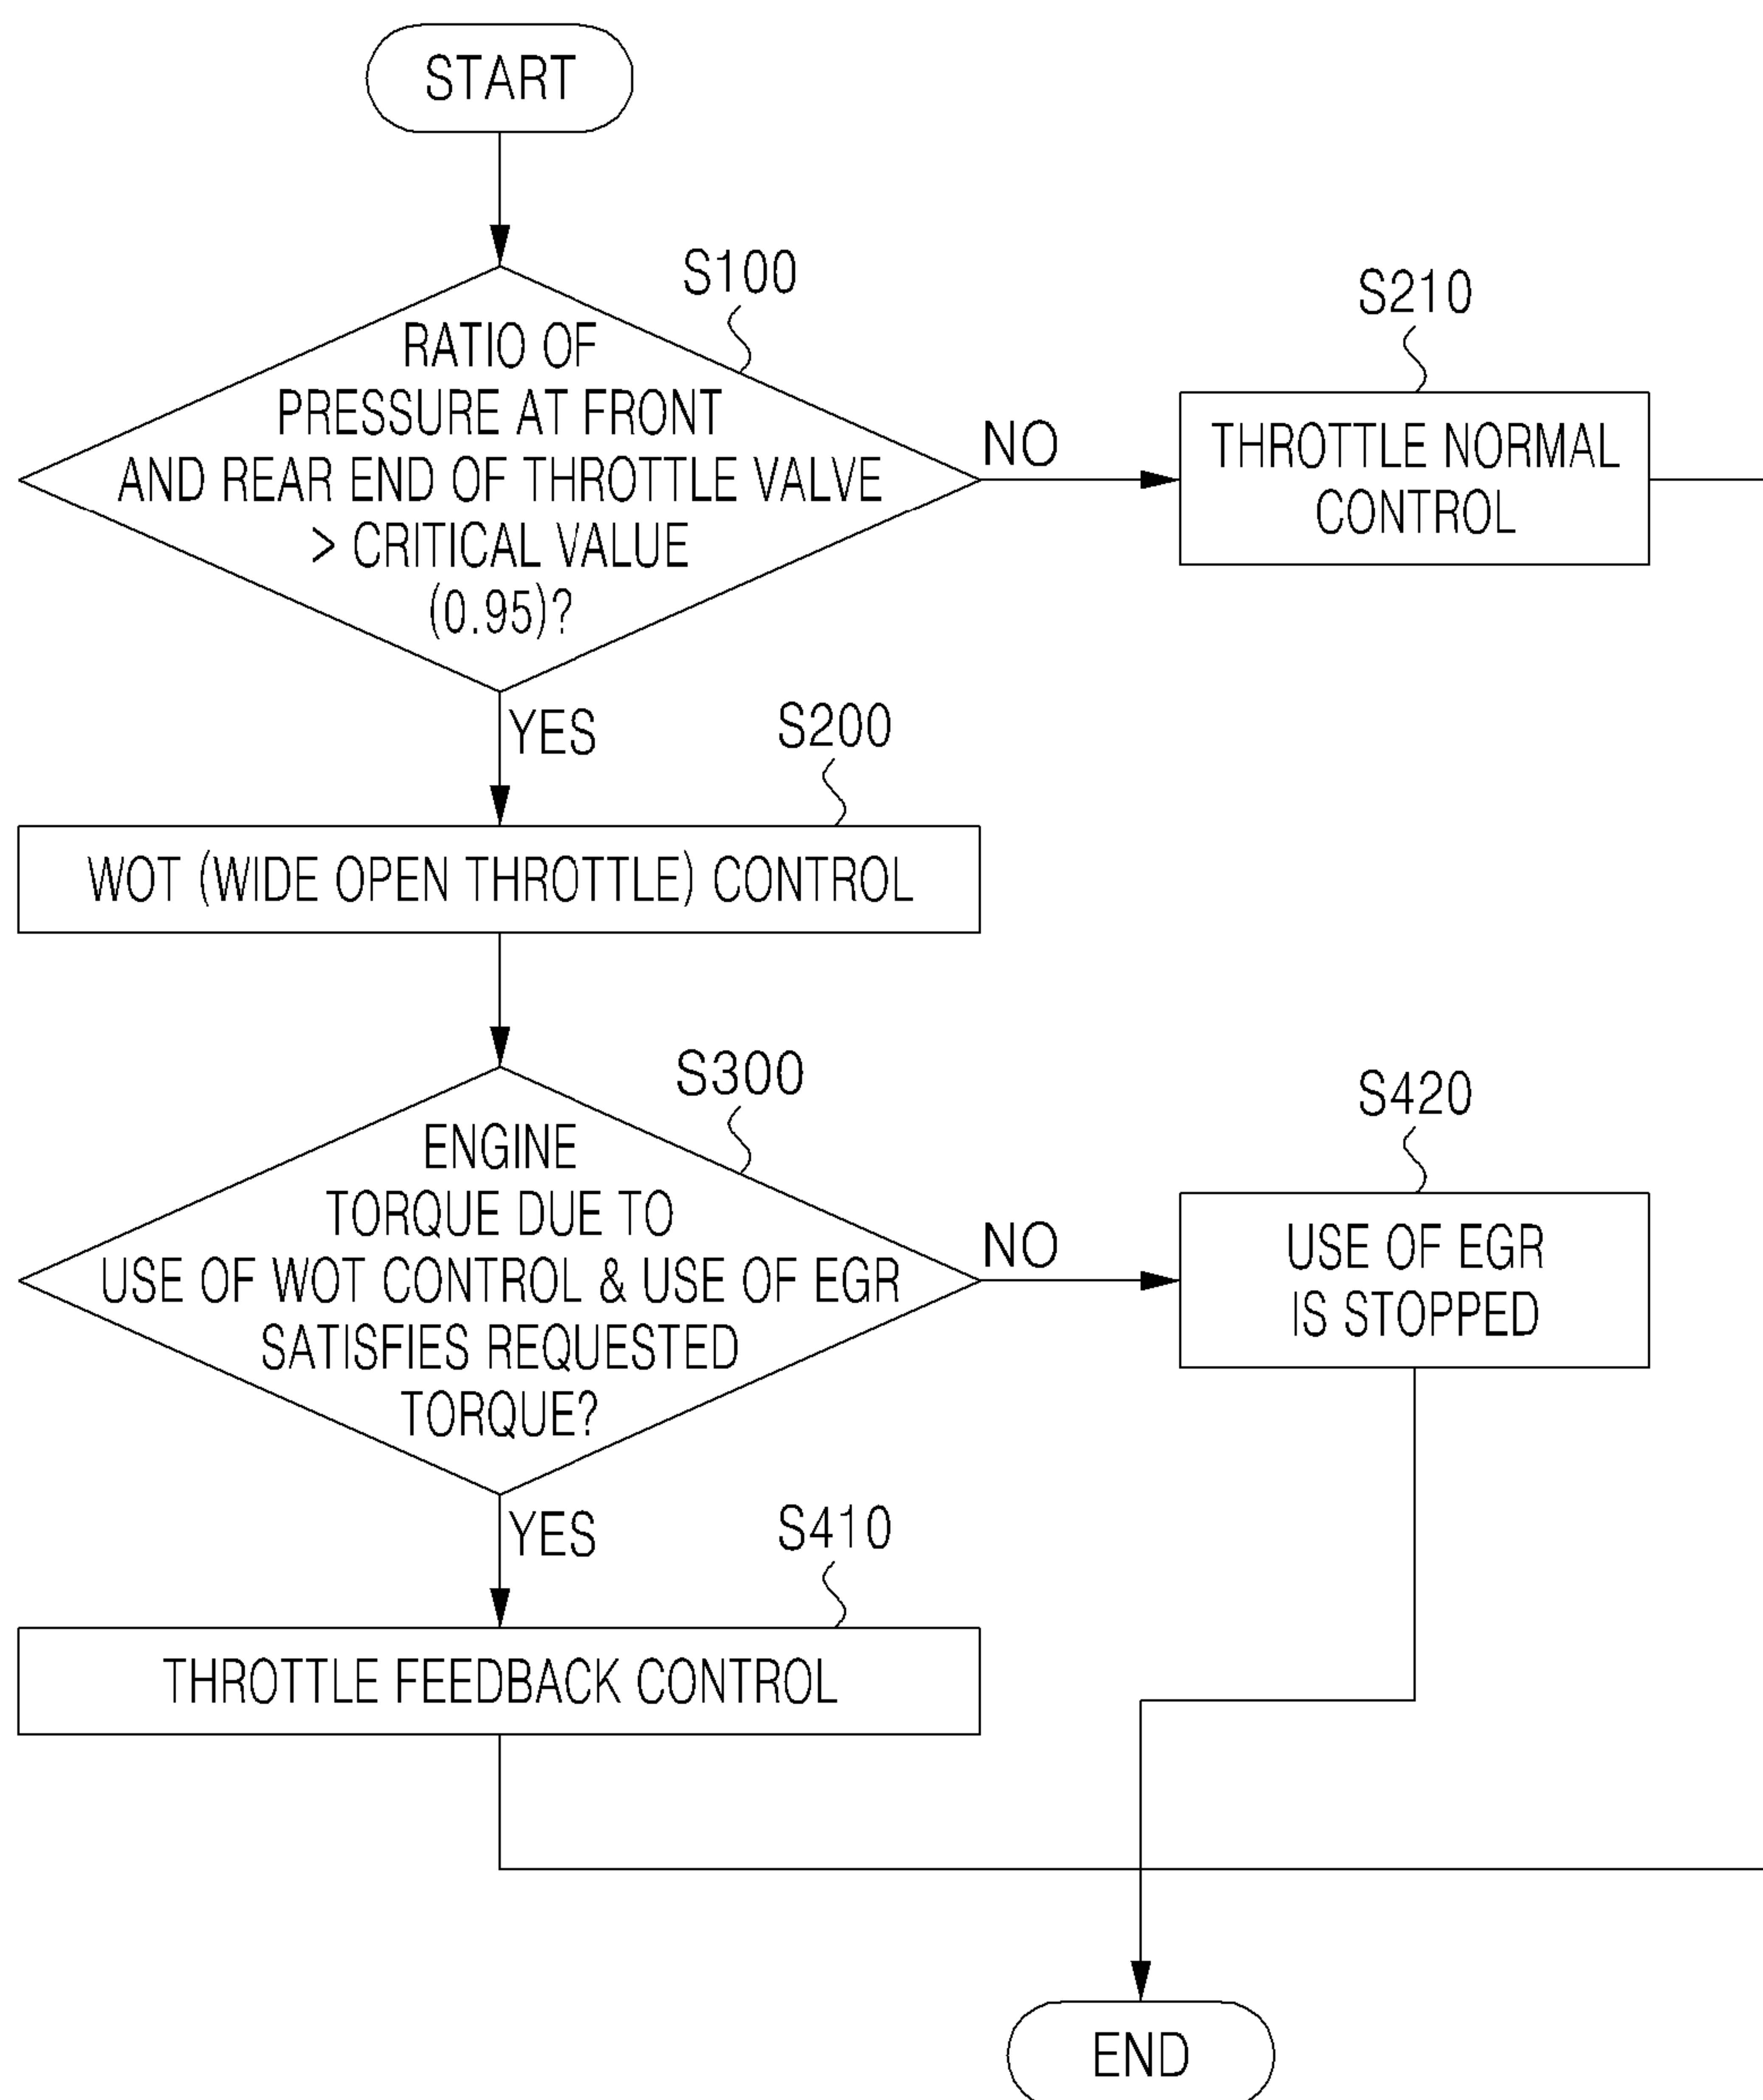 START
S100
RATIO OF
PRESSURE AT FRONT
AND REAR END OF THROTTLE VALVE
> CRITICAL VALUE
(0.95)?
NO
S210
THROTTLE NORMAL
CONTROL
YES
S200
WOT (WIDE OPEN THROTTLE) CONTROL
S300
ENGINE
TORQUE DUE TO
USE OF WOT CONTROL & USE OF EGR
SATISFIES REQUESTED
TORQUE?
NO
S420
USE OF EGR
IS STOPPED
YES
S410
THROTTLE FEEDBACK CONTROL
END